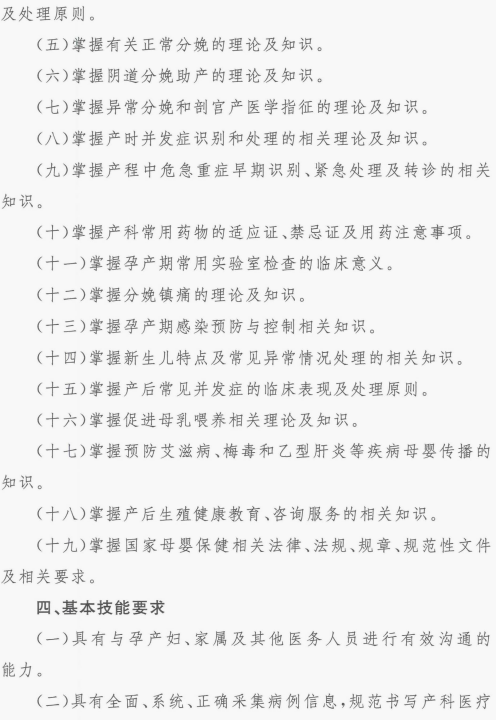 及处理原则。
(五)掌握有关正常分娩的理论及知识。
(六)掌握阴道分娩助产的理论及知识。
(七)掌握异常分娩和剖宫产医学指征的理论及知识。
(八)掌握产时并发症识别和处理的相关理论及知识。
(九)掌握产程中危急重症早期识别、紧急处理及转诊的相关
知识。
(十)掌握产科常用药物的适应证、禁忌证及用药注意事项。
(十一)掌握孕产期常用实验室检查的临床意义。
(十二)掌握分娩镇痛的理论及知识。
(十三)掌握孕产期感染预防与控制相关知识。
(十四)掌握新生儿特点及常见异常情况处理的相关知识。
(十五)掌握产后常见并发症的临床表现及处理原则。
(十六)掌握促进母乳喂养相关理论及知识。
(十七)掌握预防艾滋病、梅毒和乙型肝炎等疾病母婴传播的
知识。
(十八)掌握产后生殖健康教育、咨询服务的相关知识。
(十九)掌握国家母婴保健相关法律、法规、规章、规范性文件
及相关要求。
四、基本技能要求
(一)具有与孕产妇、家属及其他医务人员进行有效沟通的
能力。
(二)具有全面、系统、正确采集病例信息,规范书写产科医疗